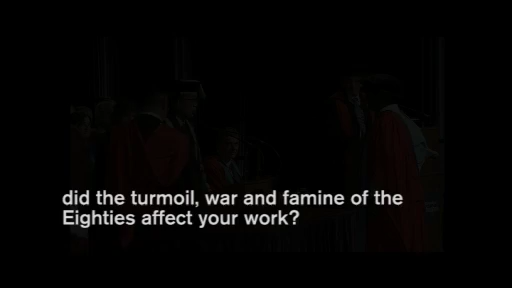 did the turmoil, war and famine of the
Eighties affect your work?